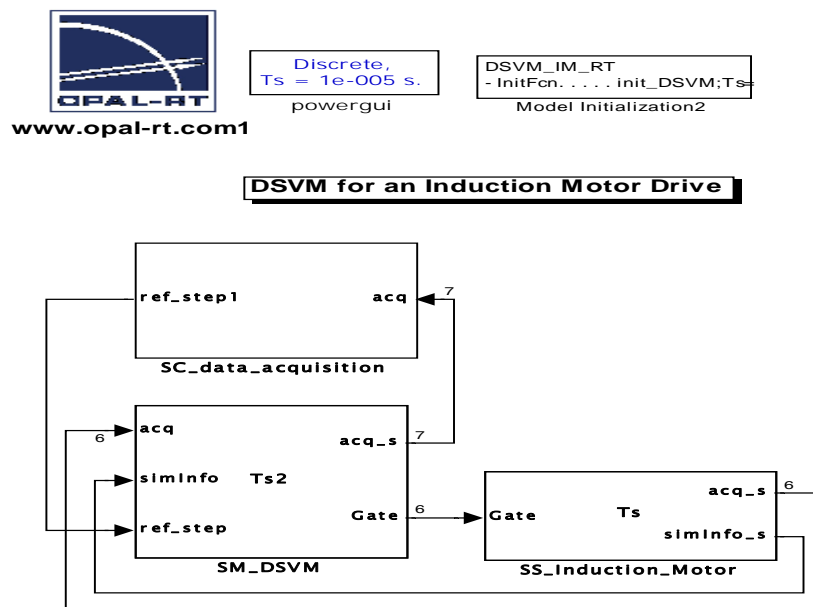 OPAL-RT
www.opal-rt.com1
Discrete,
Ts = 1e-005 s.
powergui
DSVM_IM_RT
- InitFcn. . . . . init_DSVM;Ts=
Model Initialization2
DSVM for an Induction Motor Drive
ref_step1
acq
7
SC_data_acquisition
6
acq
simInfo
ref_step
Ts2
acq_s
7
Gate
6
SM_DSVM
Gate
Ts
acq_s
6
simInfo_s
SS_Induction_Motor